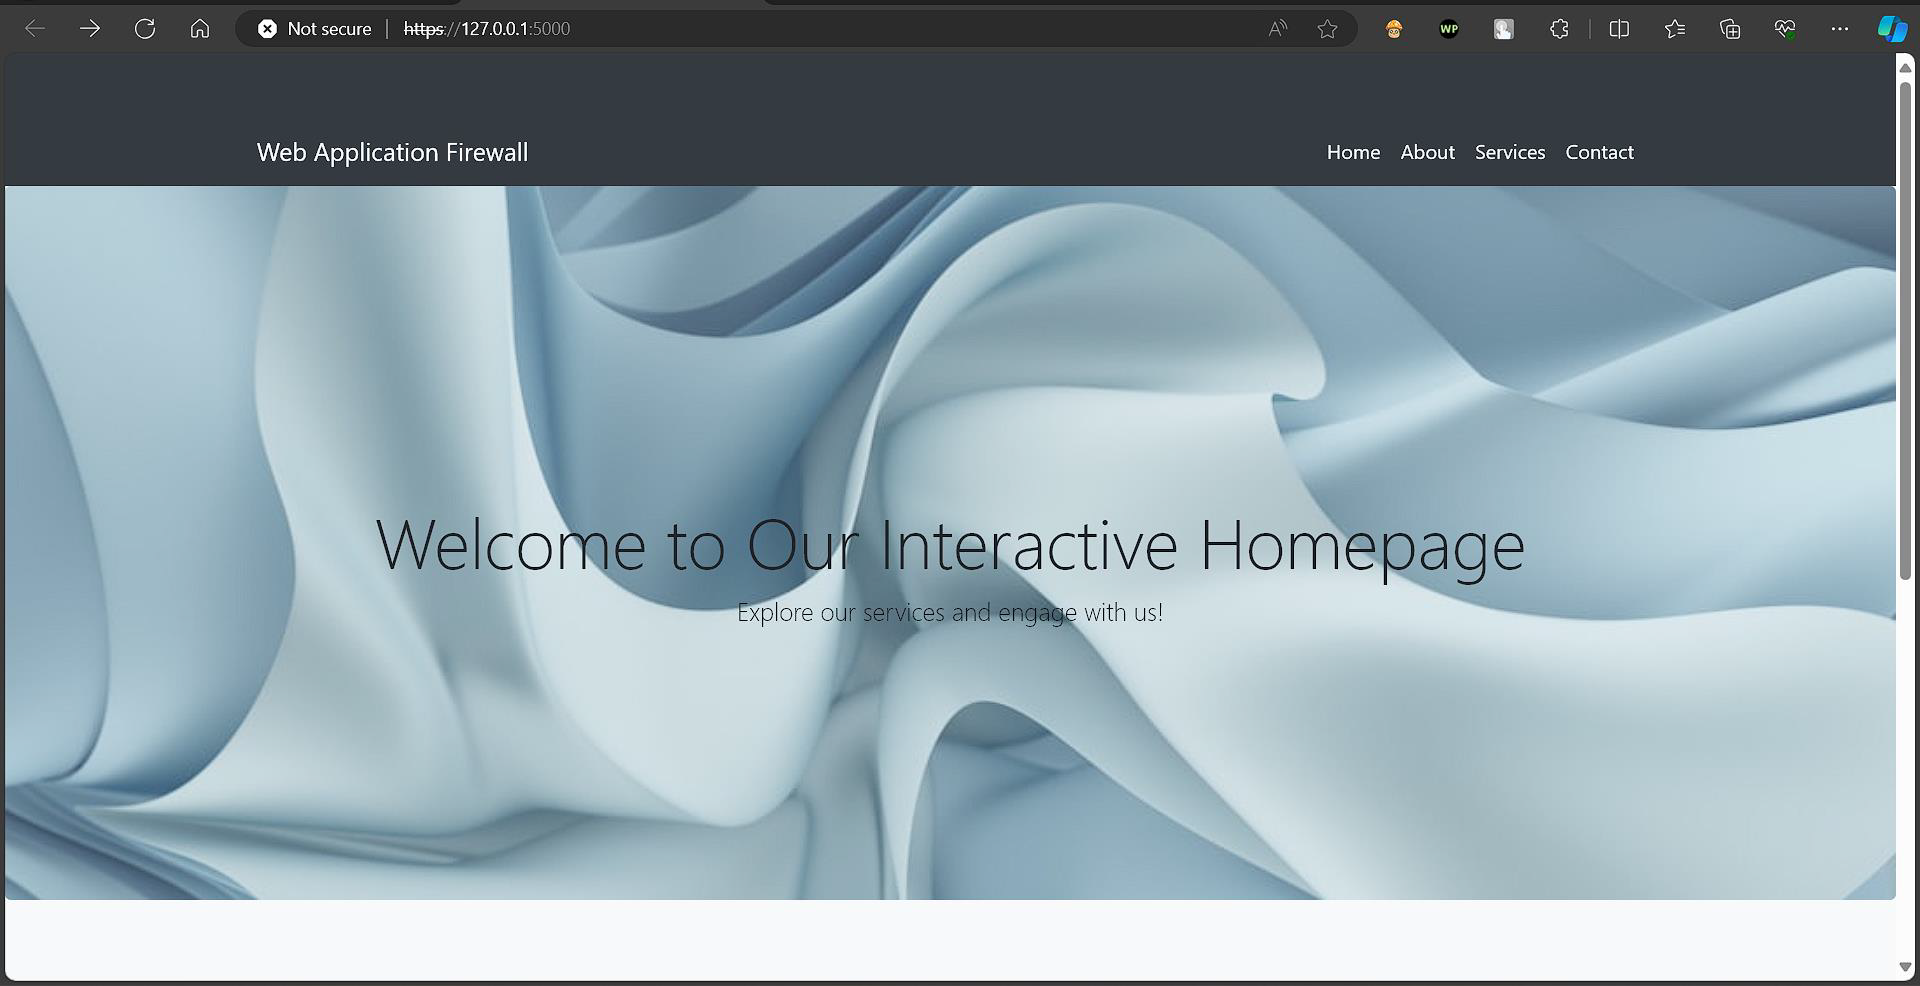 Not secure | https://127.0.0.1:5000
WP
Web Application Firewall
Home About Services Contact
Welcome to Our Interactive Homepage
Explore our services and engage with us!